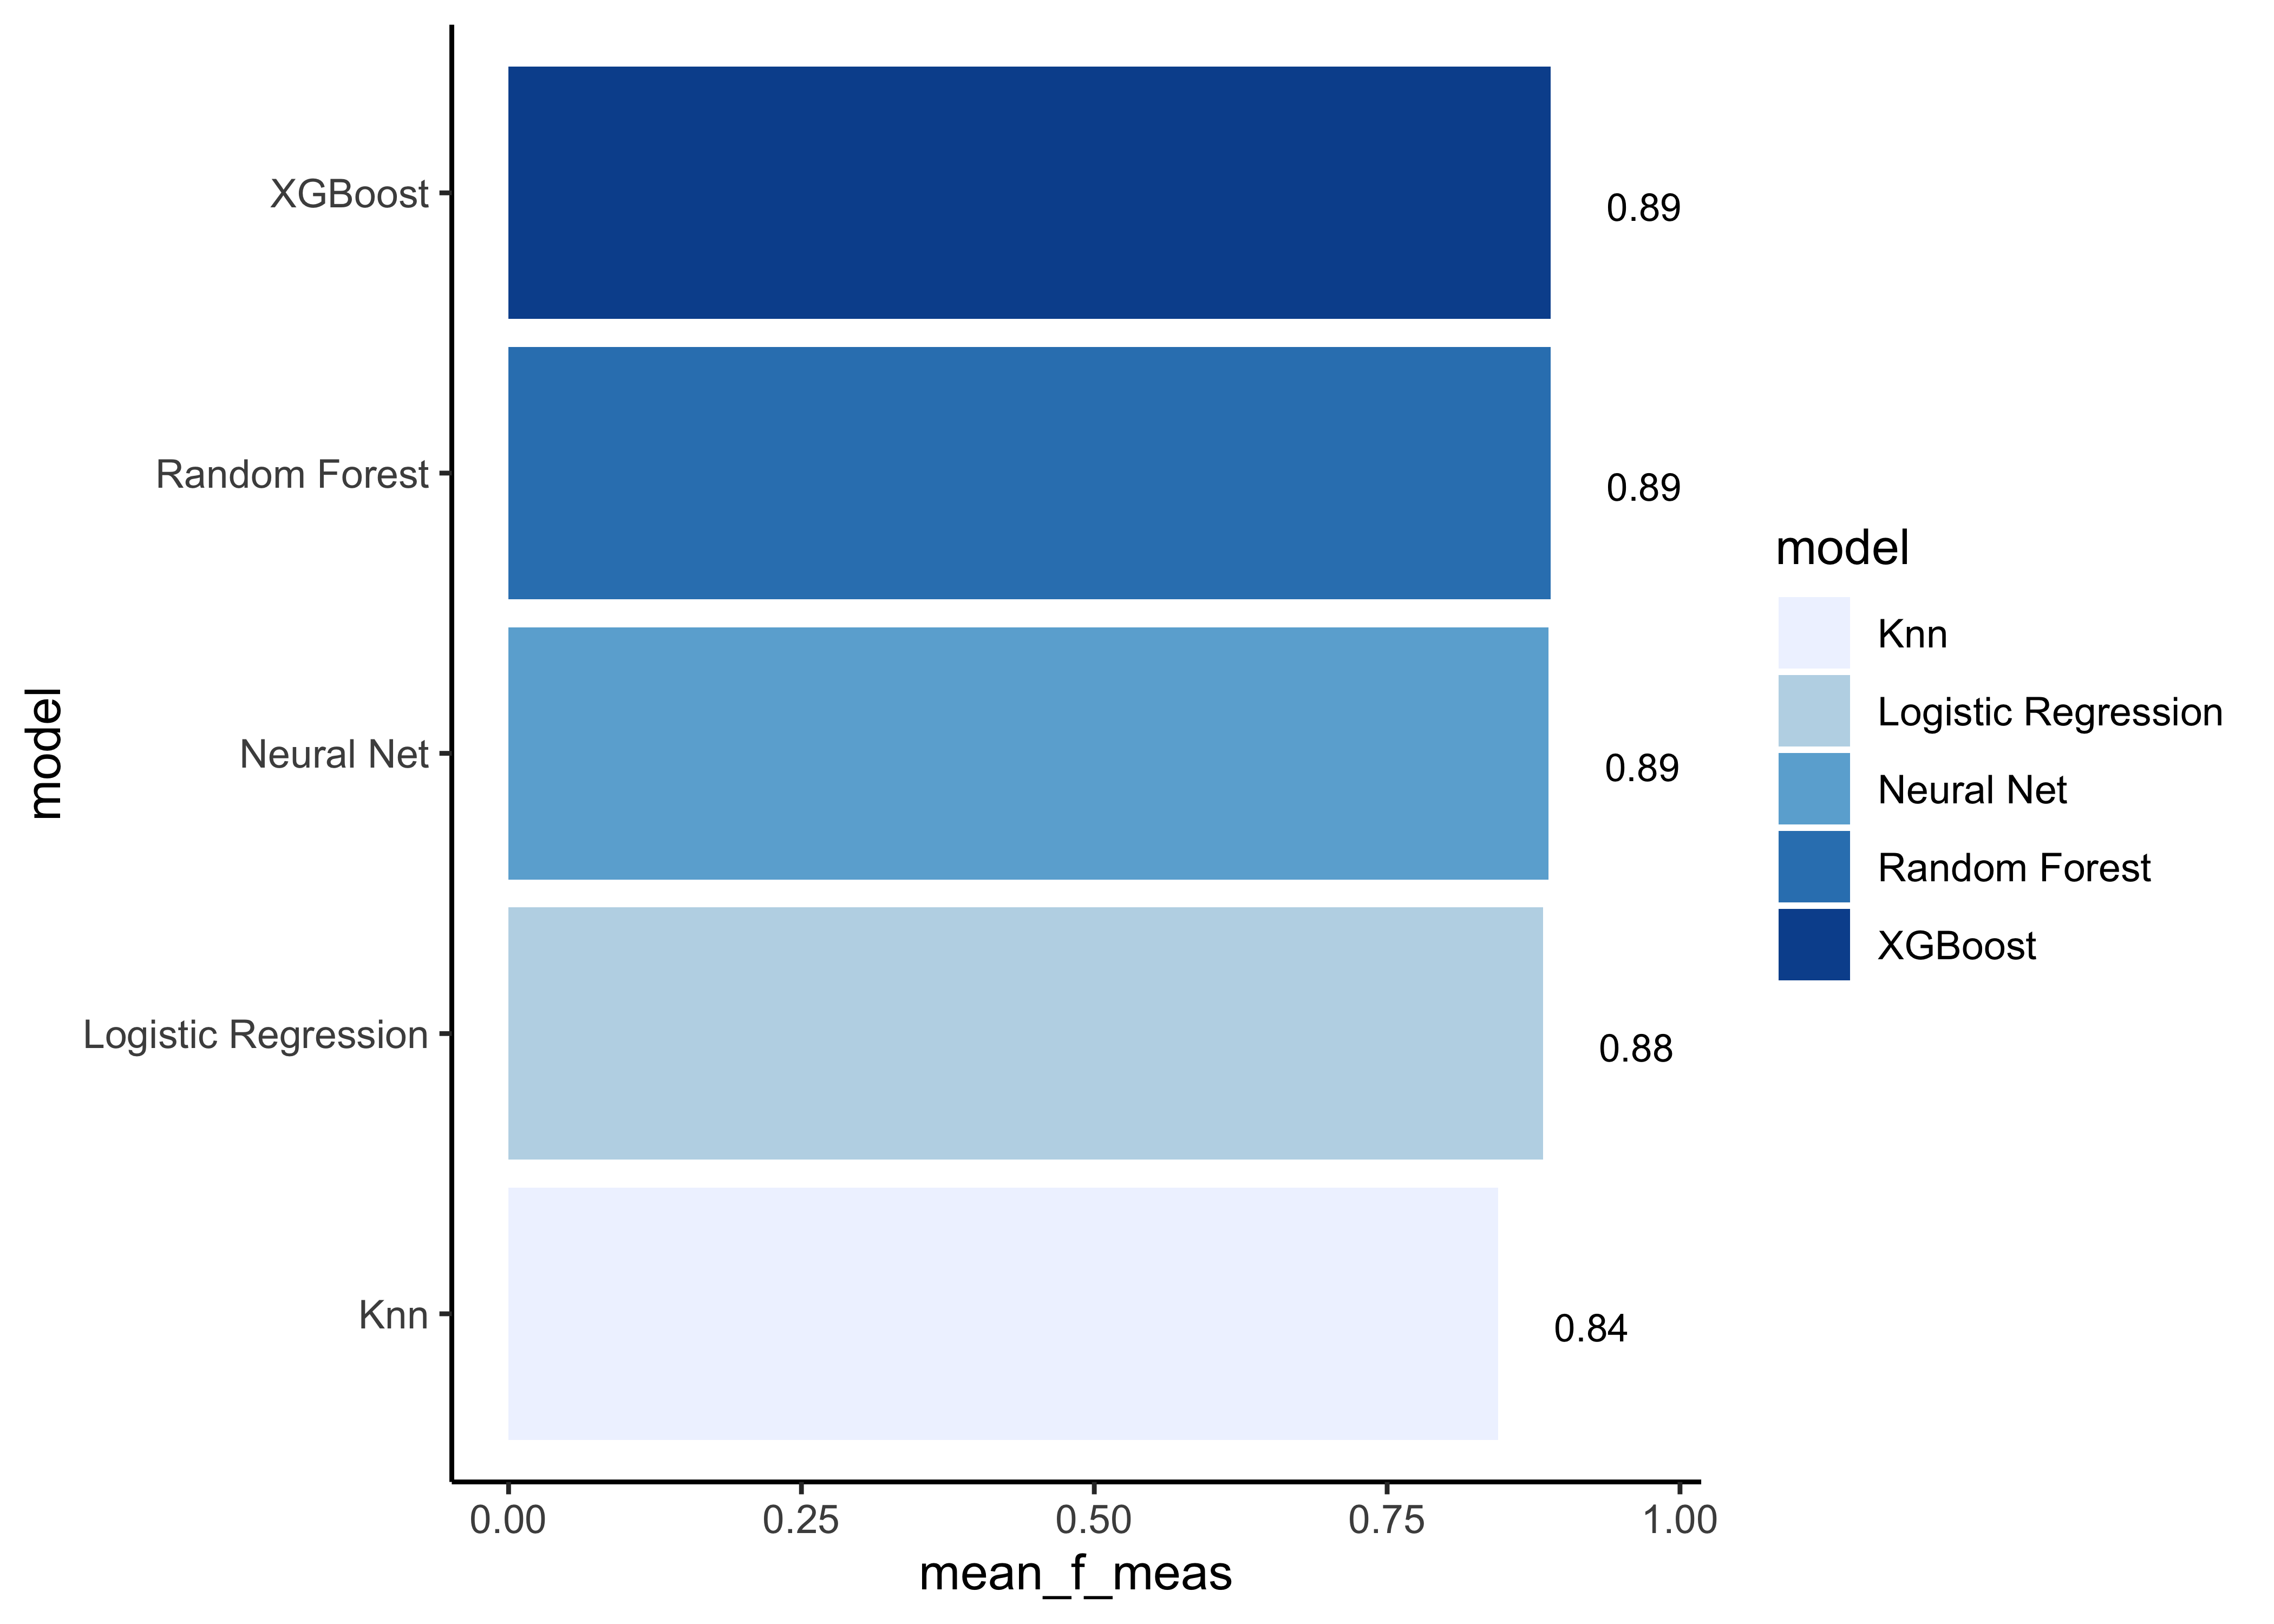 model
XGBoost
Random Forest
Neural Net
Logistic Regression
Knn
0.89
0.89
0.89
0.88
0.84
0.00 0.25 0.50 0.75 1.00
mean_f_meas
model
Knn
Logistic Regression
Neural Net
Random Forest
XGBoost